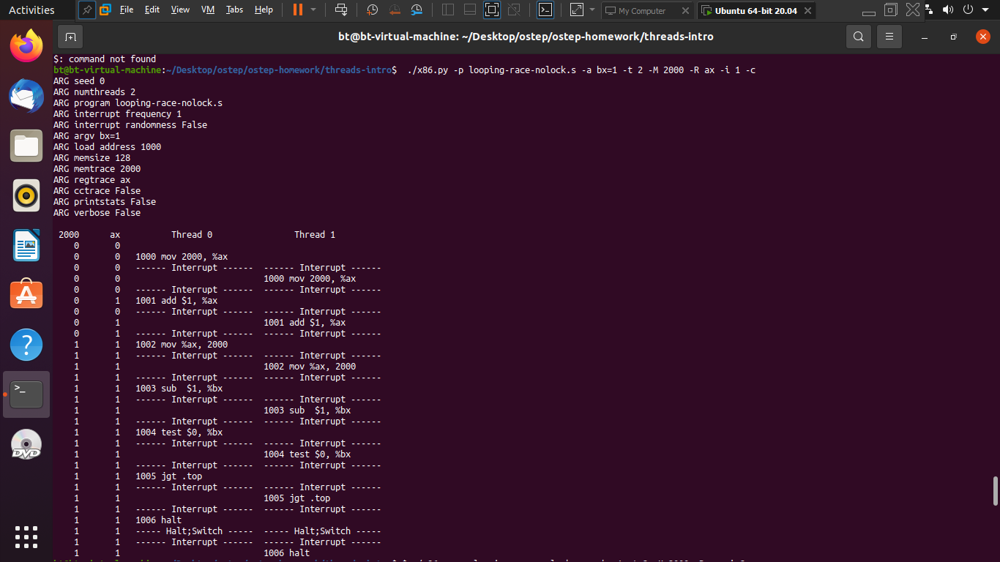 Activities File Edit View VM Tabs Help My Computer Ubuntu 64-bit 20.04
bt@bt-virtual-machine: ~/Desktop/ostep/ostep-homework/threads-intro
$: command not found
bt@bt-virtual-machine:~/Desktop/ostep/ostep-homework/threads-intro$  ./x86.py -p looping-race-nolock.s -a bx=1 -t 2 -M 2000 -R ax -i 1 -c
ARG seed 0
ARG numthreads 2
ARG program looping-race-nolock.s
ARG interrupt frequency 1
ARG interrupt randomness False
ARG argv bx=1
ARG load address 1000
ARG memsize 128
ARG memtrace 2000
ARG regtrace ax
ARG cctrace False
ARG printstats False
ARG verbose False
 2000      ax          Thread 0                Thread 1
    0       0
    0       0   1000 mov 2000, %ax
    0       0   ------ Interrupt ------  ------ Interrupt ------
    0       0                            1000 mov 2000, %ax
    0       0   ------ Interrupt ------  ------ Interrupt ------
    0       1   1001 add $1, %ax
    0       0   ------ Interrupt ------  ------ Interrupt ------
    0       1                            1001 add $1, %ax
    0       1   ------ Interrupt ------  ------ Interrupt ------
    1       1   1002 mov %ax, 2000
    1       1   ------ Interrupt ------  ------ Interrupt ------
    1       1                            1002 mov %ax, 2000
    1       1   ------ Interrupt ------  ------ Interrupt ------
    1       1   1003 sub  $1, %bx
    1       1   ------ Interrupt ------  ------ Interrupt ------
    1       1                            1003 sub  $1, %bx
    1       1   ------ Interrupt ------  ------ Interrupt ------
    1       1   1004 test $0, %bx
    1       1   ------ Interrupt ------  ------ Interrupt ------
    1       1                            1004 test $0, %bx
    1       1   ------ Interrupt ------  ------ Interrupt ------
    1       1   1005 jgt .top
    1       1   ------ Interrupt ------  ------ Interrupt ------
    1       1                            1005 jgt .top
    1       1   ------ Interrupt ------  ------ Interrupt ------
    1       1   1006 halt
    1       1   ----- Halt;Switch -----  ----- Halt;Switch -----
    1       1   ------ Interrupt ------  ------ Interrupt ------
    1       1                            1006 halt